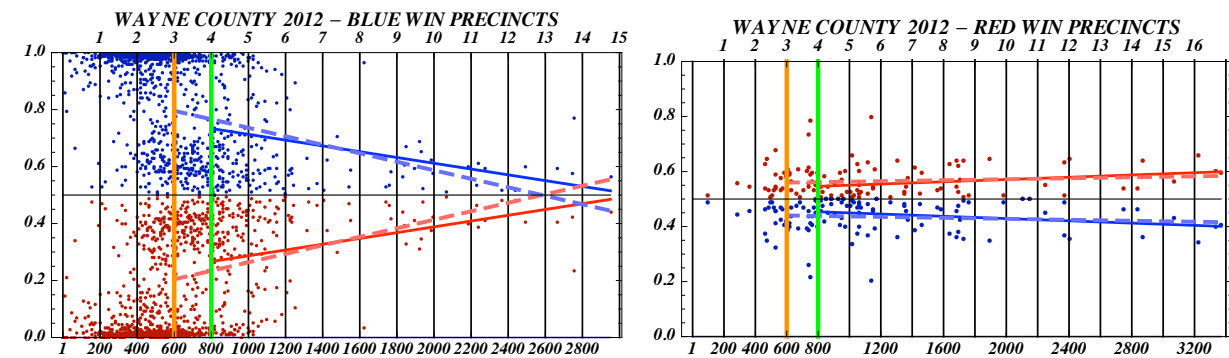 WAYNE COUNTY 2012 – BLUE WIN PRECINCTS
1 2 3 4 5 6 7 8 9 10 11 12 13 14 15
1.0
0.8
0.6
0.4
0.2
0.0
1 200 400 600 800 1000 1200 1400 1600 1800 2000 2200 2400 2600 2800
WAYNE COUNTY 2012 – RED WIN PRECINCTS
1 2 3 4 5 6 7 8 9 10 11 12 13 14 15 16
1.0
0.8
0.6
0.4
0.2
0.0
1 200 400 600 800 1200 1600 2000 2400 2800 3200